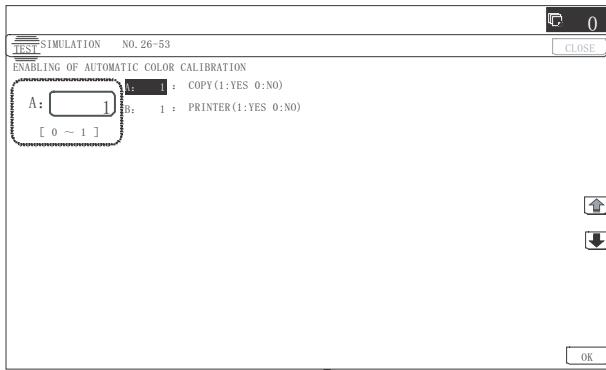 0
TEST SIMULATION NO. 26-53 CLOSE
ENABLING OF AUTOMATIC COLOR CALIBRATION
A: 1 : COPY(1:YES 0:NO)
A: 1
B: 1 : PRINTER(1:YES 0:NO)
[ 0 ~ 1 ]
OK